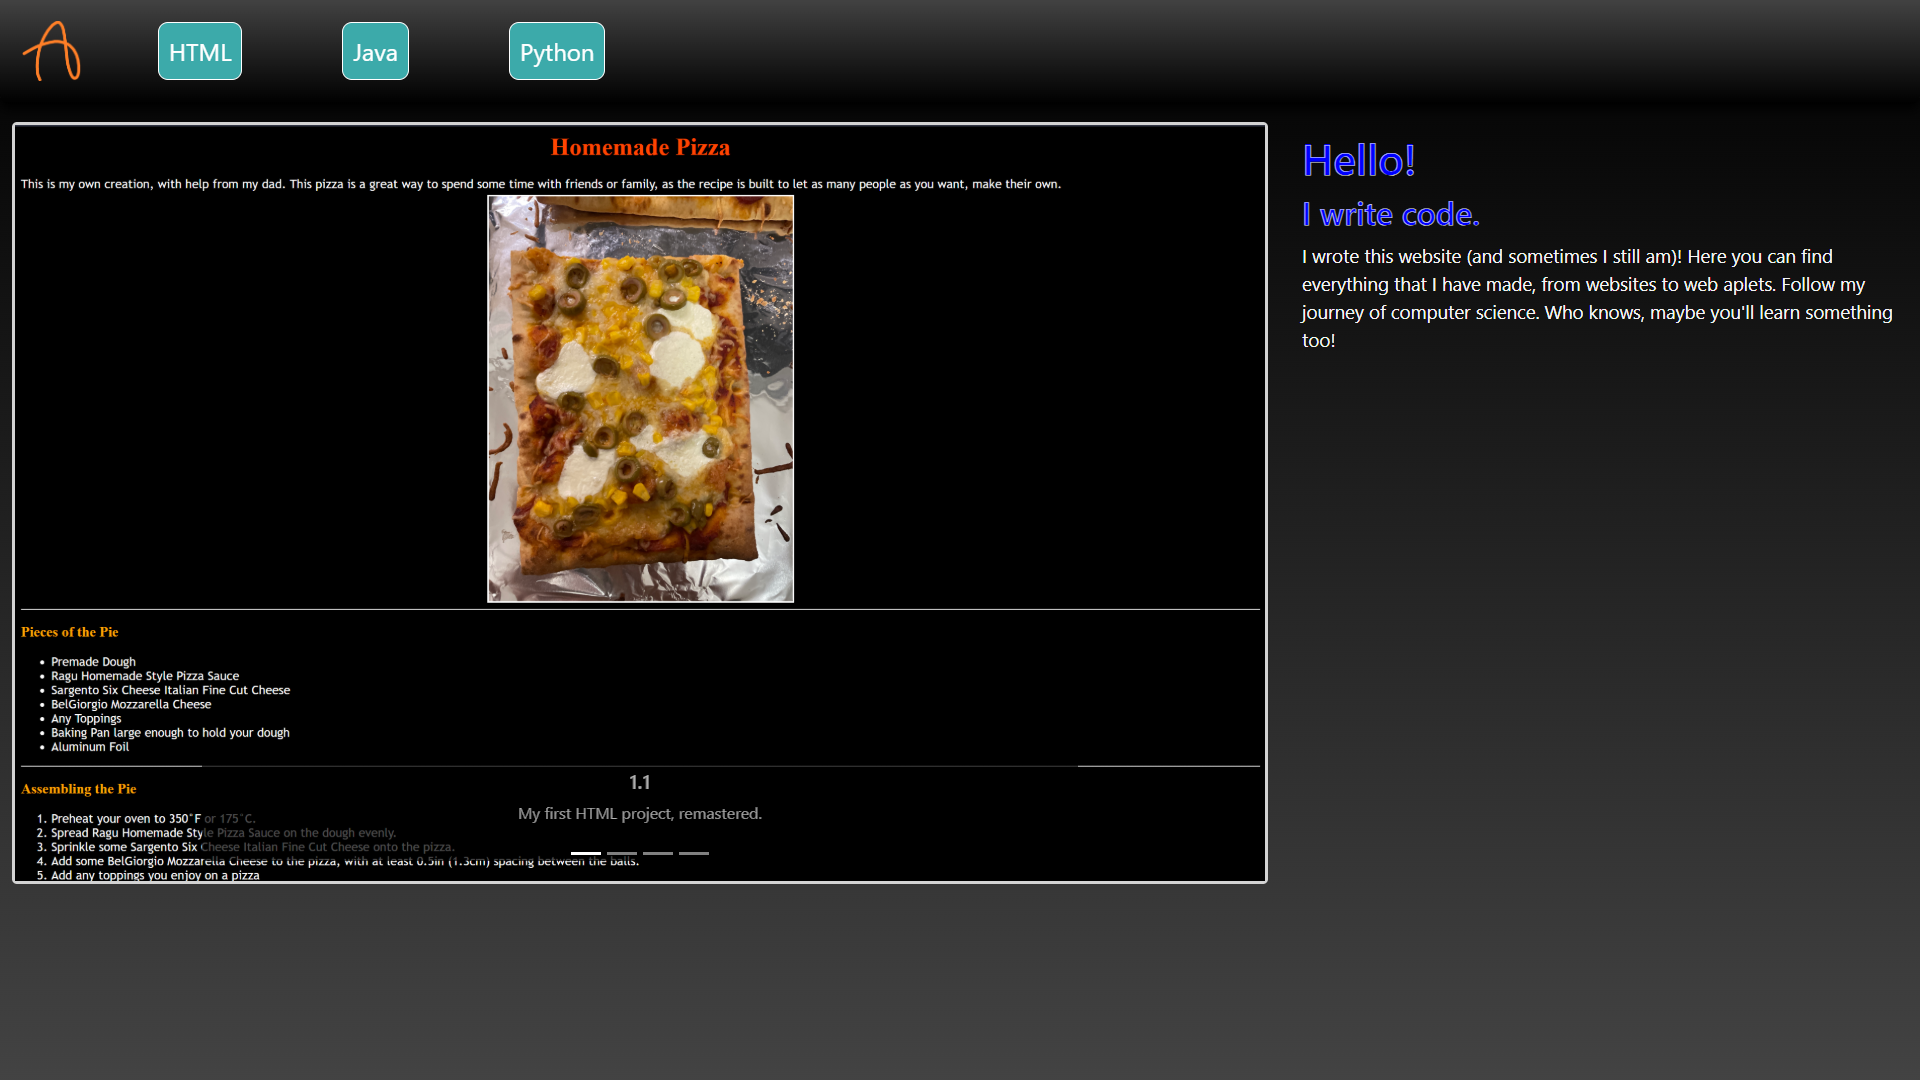 HTML
Java
Python
Homemade Pizza
This is my own creation, with help from my dad. This pizza is a great way to spend some time with friends or family, as the recipe is built to let as many people as you want, make their own.
Pieces of the Pie
• Premade Dough
• Ragu Homemade Style Pizza Sauce
• Sargento Six Cheese Italian Fine Cut Cheese
• BelGiorgio Mozzarella Cheese
• Any Toppings
• Baking Pan large enough to hold your dough
• Aluminum Foil
Assembling the Pie
1. Preheat your oven to 350°F or 175°C.
2. Spread Ragu Homemade Style Pizza Sauce on the dough evenly.
3. Sprinkle some Sargento Six Cheese Italian Fine Cut Cheese onto the pizza.
4. Add some BelGiorgio Mozzarella Cheese to the pizza, with at least 0.5in (1.3cm) spacing between the balls.
5. Add any toppings you enjoy on a pizza
1.1
My first HTML project, remastered.
Hello!
I write code.
I wrote this website (and sometimes I still am)! Here you can find
everything that I have made, from websites to web aplets. Follow my
journey of computer science. Who knows, maybe you'll learn something
too!